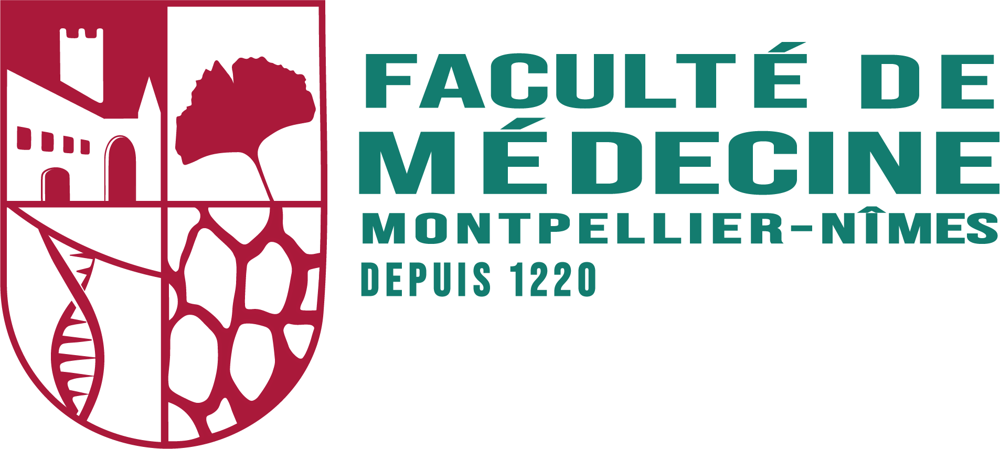 FACULTÉ DE
MÉDECINE
MONTPELLIER-NÎMES
DEPUIS 1220